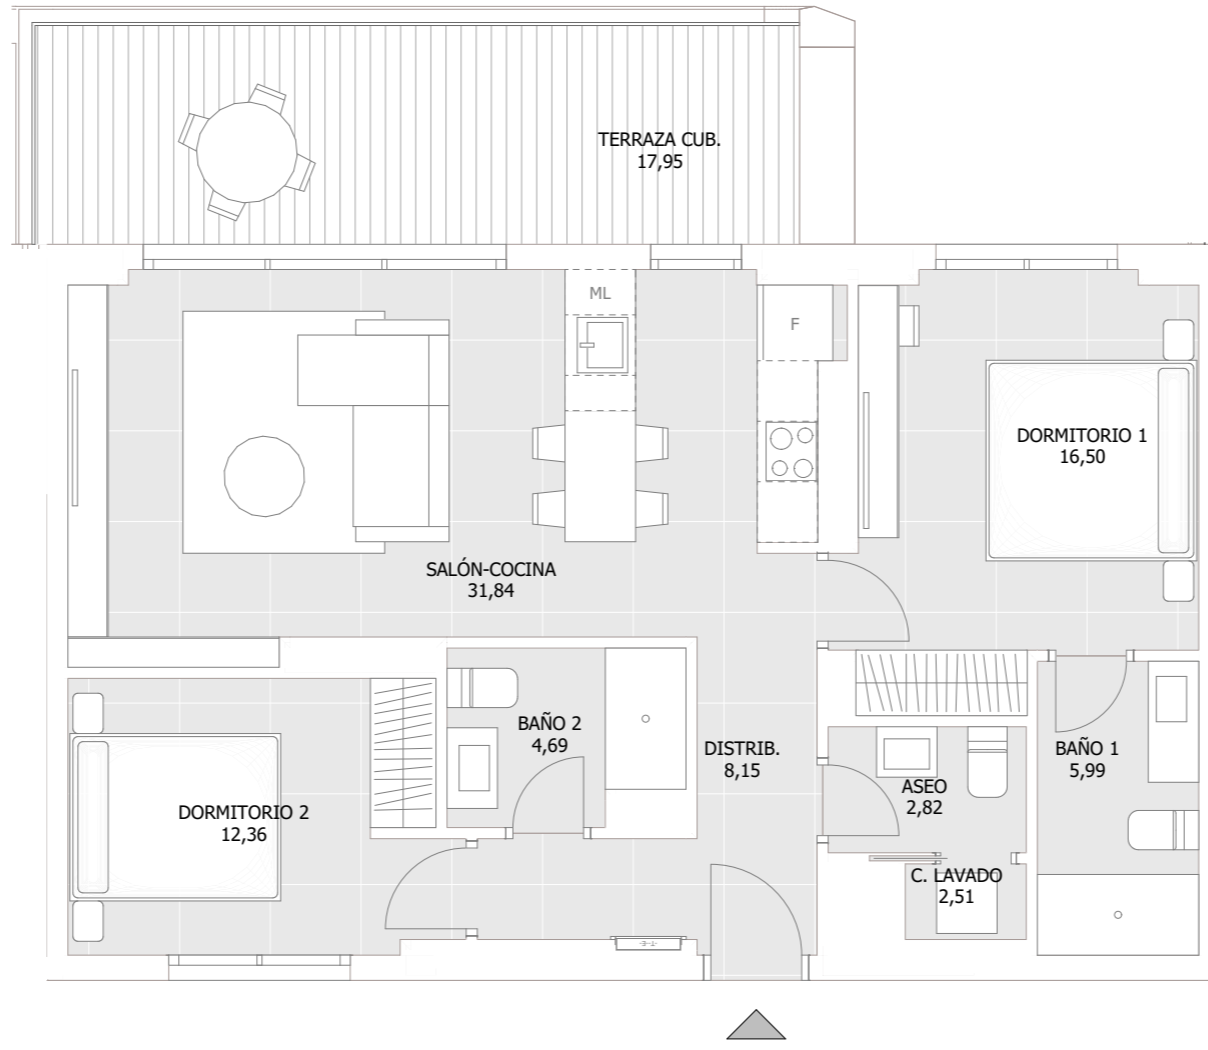 TERRAZA CUB.
17,95
ML
F
DORMITORIO 1
16,50
SALÓN-COCINA
31,84
BAÑO 2
4,69
DISTRIB.
8,15
BAÑO 1
5,99
ASEO
2,82
DORMITORIO 2
12,36
C. LAVADO
2,51